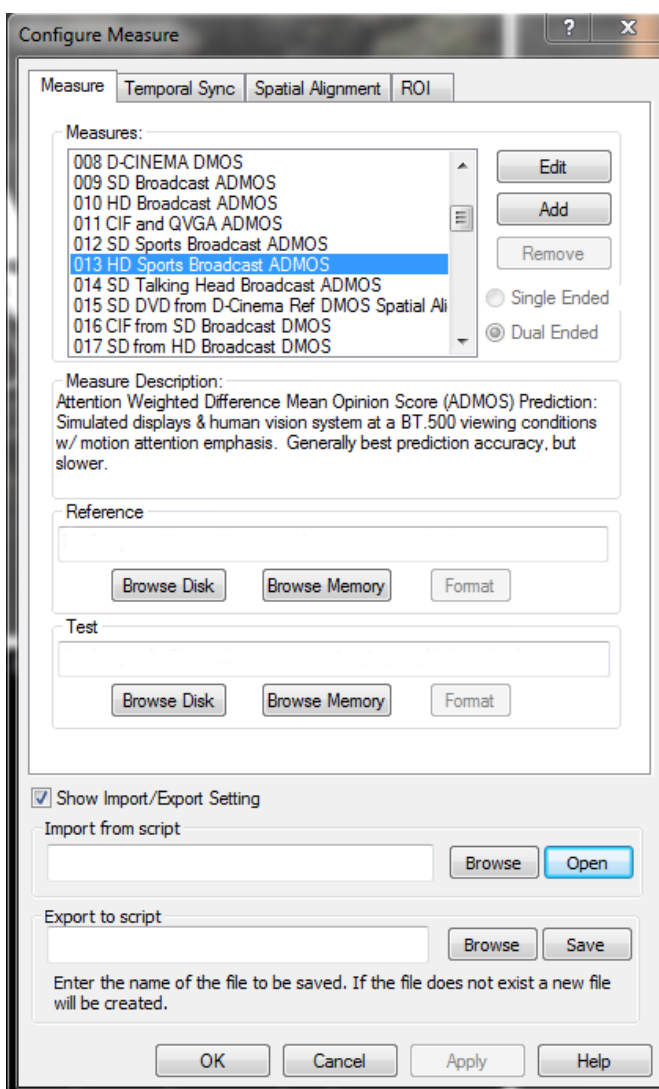 Configure Measure
?
X
Measure
Temporal Sync
Spatial Alignment
ROI
Measures:
008 D-CINEMA DMOS
009 SD Broadcast ADMOS
010 HD Broadcast ADMOS
011 CIF and QVGA ADMOS
012 SD Sports Broadcast ADMOS
013 HD Sports Broadcast ADMOS
014 SD Talking Head Broadcast ADMOS
015 SD DVD from D-Cinema Ref DMOS Spatial Ali
016 CIF from SD Broadcast DMOS
017 SD from HD Broadcast DMOS
Edit
Add
Remove
Single Ended
Dual Ended
Measure Description:
Attention Weighted Difference Mean Opinion Score (ADMOS) Prediction:
Simulated displays & human vision system at a BT.500 viewing conditions
w/ motion attention emphasis.  Generally best prediction accuracy, but
slower.
Reference
Browse Disk
Browse Memory
Format
Test
Browse Disk
Browse Memory
Format
Show Import/Export Setting
Import from script
Browse
Open
Export to script
Browse
Save
Enter the name of the file to be saved. If the file does not exist a new file
will be created.
OK
Cancel
Apply
Help